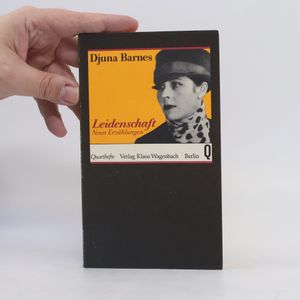 Djuna Barnes
Leidenschaft
Neun Erzählungen
Quarthefte Verlag Klaus Wagenbach Berlin Q